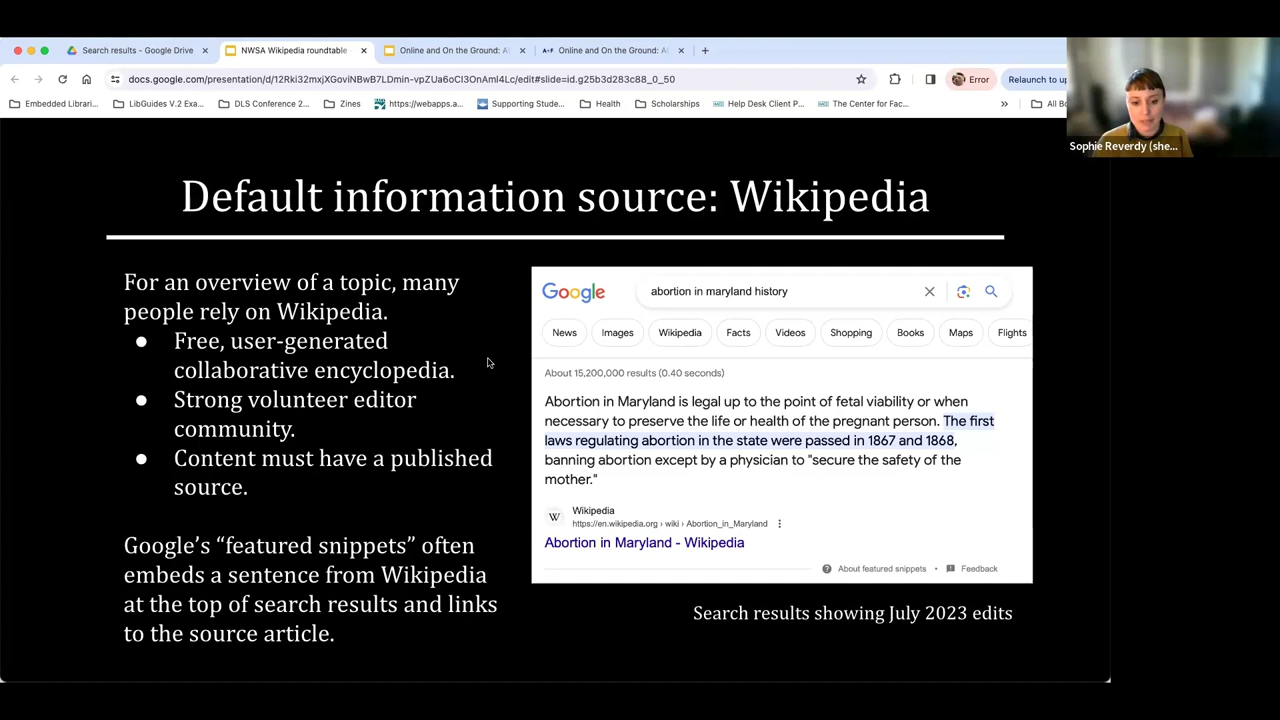 Search results - Google Drive
NWSA Wikipedia roundtable
Online and On the Ground: Al
Online and On the Ground: Al
docs.google.com/presentation/d/12Rki32mxjXGoviNBwB7LDmin-vpZUa6oCI3OnAmI4Lc/edit#slide=id.g25b3d283c88_0_50
Error
Relaunch to up
Embedded Librari...
LibGuides V.2 Exa...
DLS Conference 2...
Zines
https://webapps.a...
Supporting Stude...
Health
Scholarships
Help Desk Client P...
The Center for Fac...
»
All Bo
Sophie Reverdy (she...
Default information source: Wikipedia
For an overview of a topic, many
people rely on Wikipedia.
● Free, user-generated
collaborative encyclopedia.
● Strong volunteer editor
community.
● Content must have a published
source.
Google’s “featured snippets” often
embeds a sentence from Wikipedia
at the top of search results and links
to the source article.
Google
abortion in maryland history
News
Images
Wikipedia
Facts
Videos
Shopping
Books
Maps
Flights
About 15,200,000 results (0.40 seconds)
Abortion in Maryland is legal up to the point of fetal viability or when
necessary to preserve the life or health of the pregnant person. The first
laws regulating abortion in the state were passed in 1867 and 1868,
banning abortion except by a physician to "secure the safety of the
mother."
W
Wikipedia
https://en.wikipedia.org › wiki › Abortion_in_Maryland
Abortion in Maryland - Wikipedia
About featured snippets • Feedback
Search results showing July 2023 edits